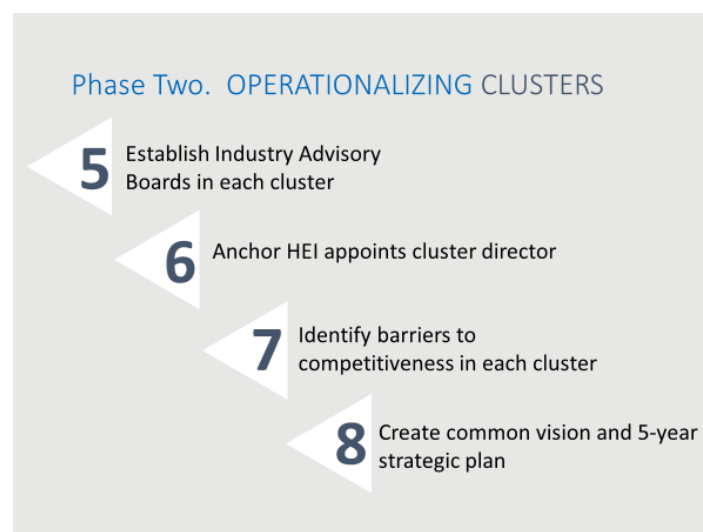 Phase Two. OPERATIONALIZING CLUSTERS
5
Establish Industry Advisory
Boards in each cluster
6
Anchor HEI appoints cluster director
7
Identify barriers to
competitiveness in each cluster
8
Create common vision and 5-year
strategic plan